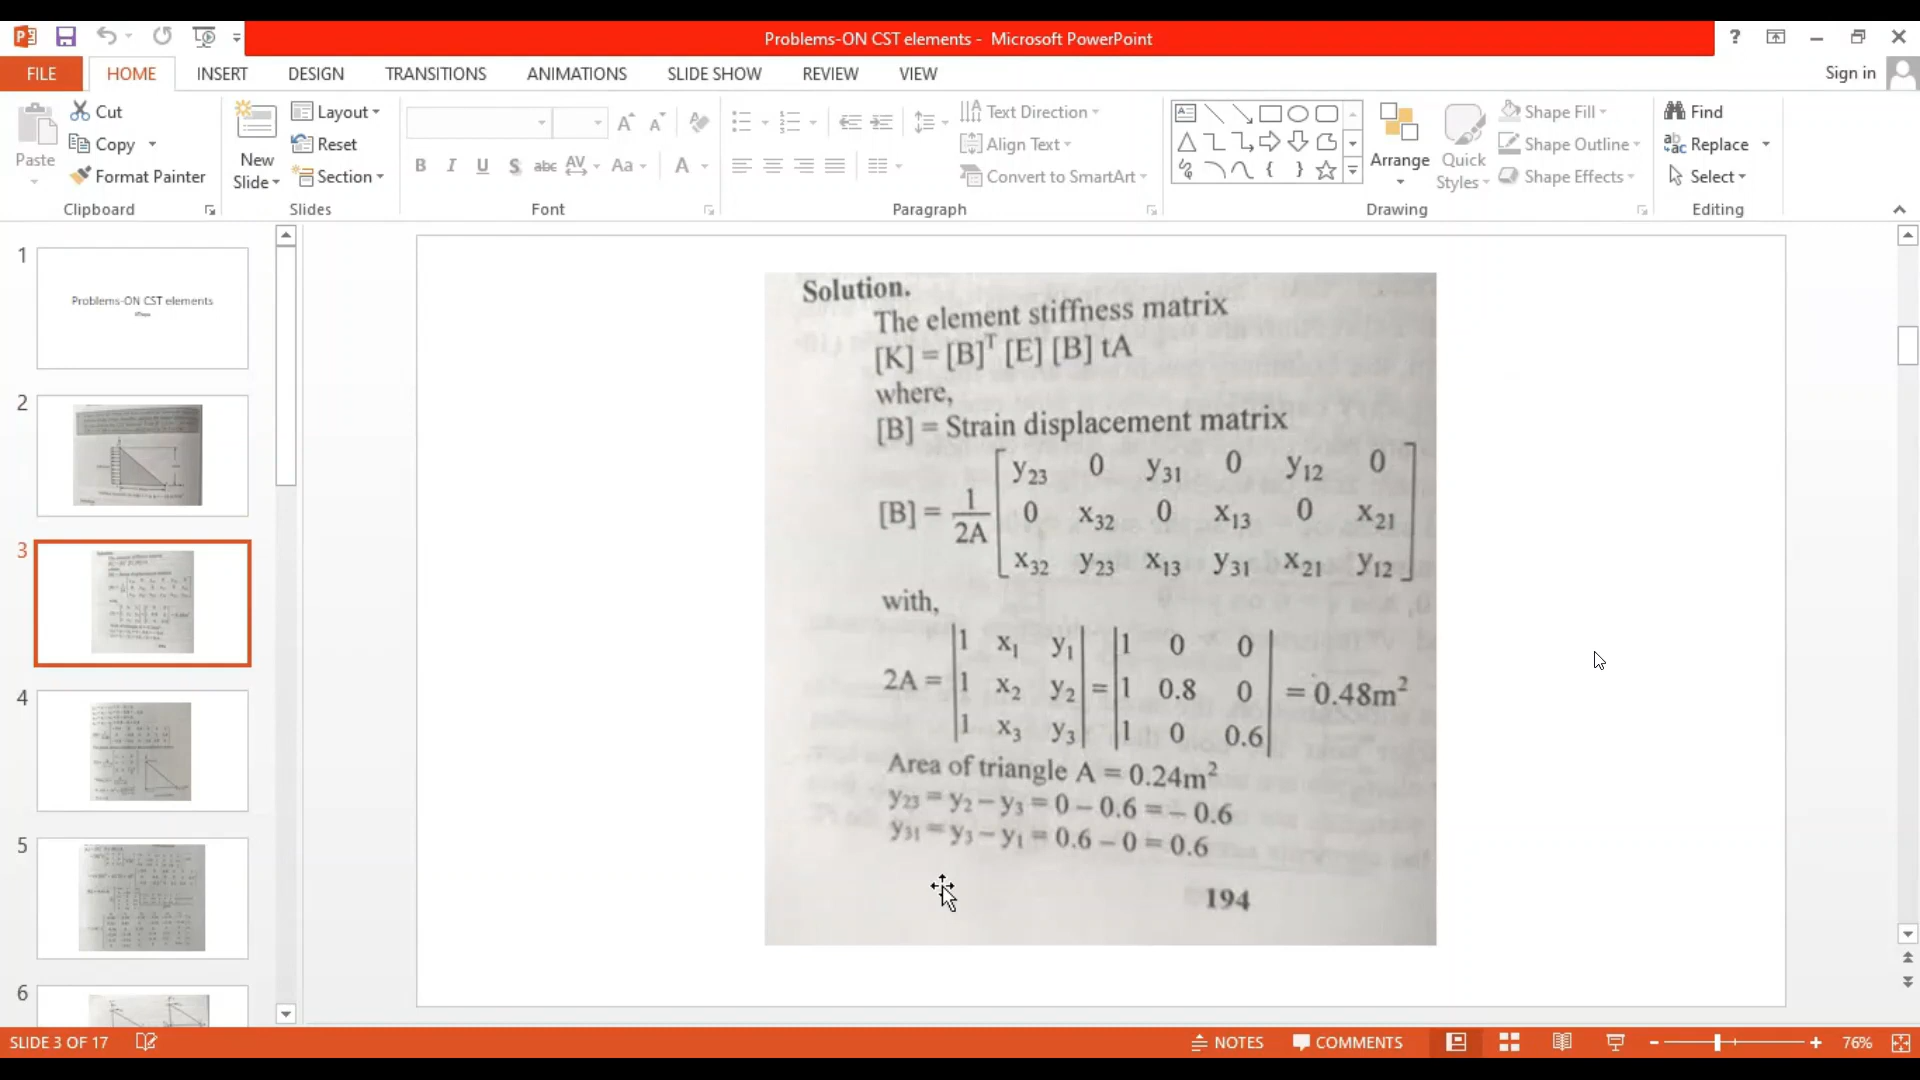 Problems-ON CST elements - Microsoft PowerPoint
FILE HOME INSERT DESIGN TRANSITIONS ANIMATIONS SLIDE SHOW REVIEW VIEW Sign in
Paste
Cut
Copy
Format Painter
Clipboard
New Slide
Layout
Reset
Section
Slides
Font
Text Direction
Align Text
Convert to SmartArt
Paragraph
Arrange
Quick Styles
Shape Fill
Shape Outline
Shape Effects
Drawing
Find
Replace
Select
Editing
1
Problems-ON CST elements
2
3
4
5
6
Solution.
The element stiffness matrix
[K] = [B]ᵀ [E] [B] tA
where,
[B] = Strain displacement matrix
[B] = 1/2A [ y₂₃ 0 y₃₁ 0 y₁₂ 0
0 x₃₂ 0 x₁₃ 0 x₂₁
x₃₂ y₂₃ x₁₃ y₃₁ x₂₁ y₁₂ ]
with,
2A = |1 x₁ y₁
1 x₂ y₂
1 x₃ y₃| = |1 0 0
1 0.8 0
1 0 0.6| = 0.48m²
Area of triangle A = 0.24m²
y₂₃ = y₂ – y₃ = 0 – 0.6 = – 0.6
y₃₁ = y₃ – y₁ = 0.6 – 0 = 0.6
194
SLIDE 3 OF 17 NOTES COMMENTS 76%